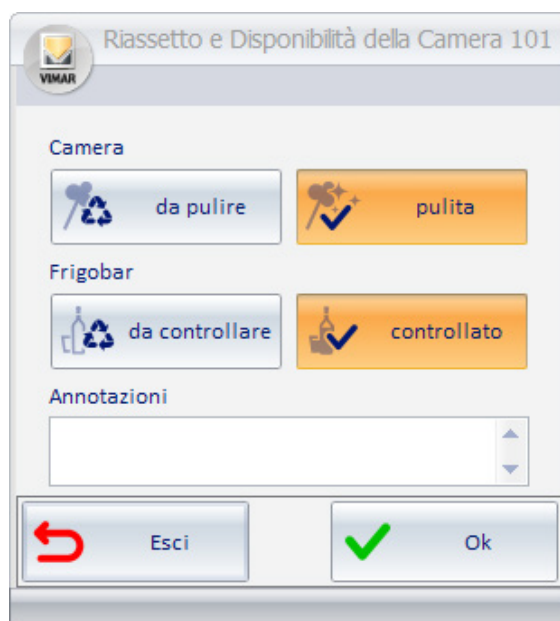 Riassetto e Disponibilità della Camera 101
VIMAR
Camera
da pulire
pulita
Frigobar
da controllare
controllato
Annotazioni
Esci
Ok